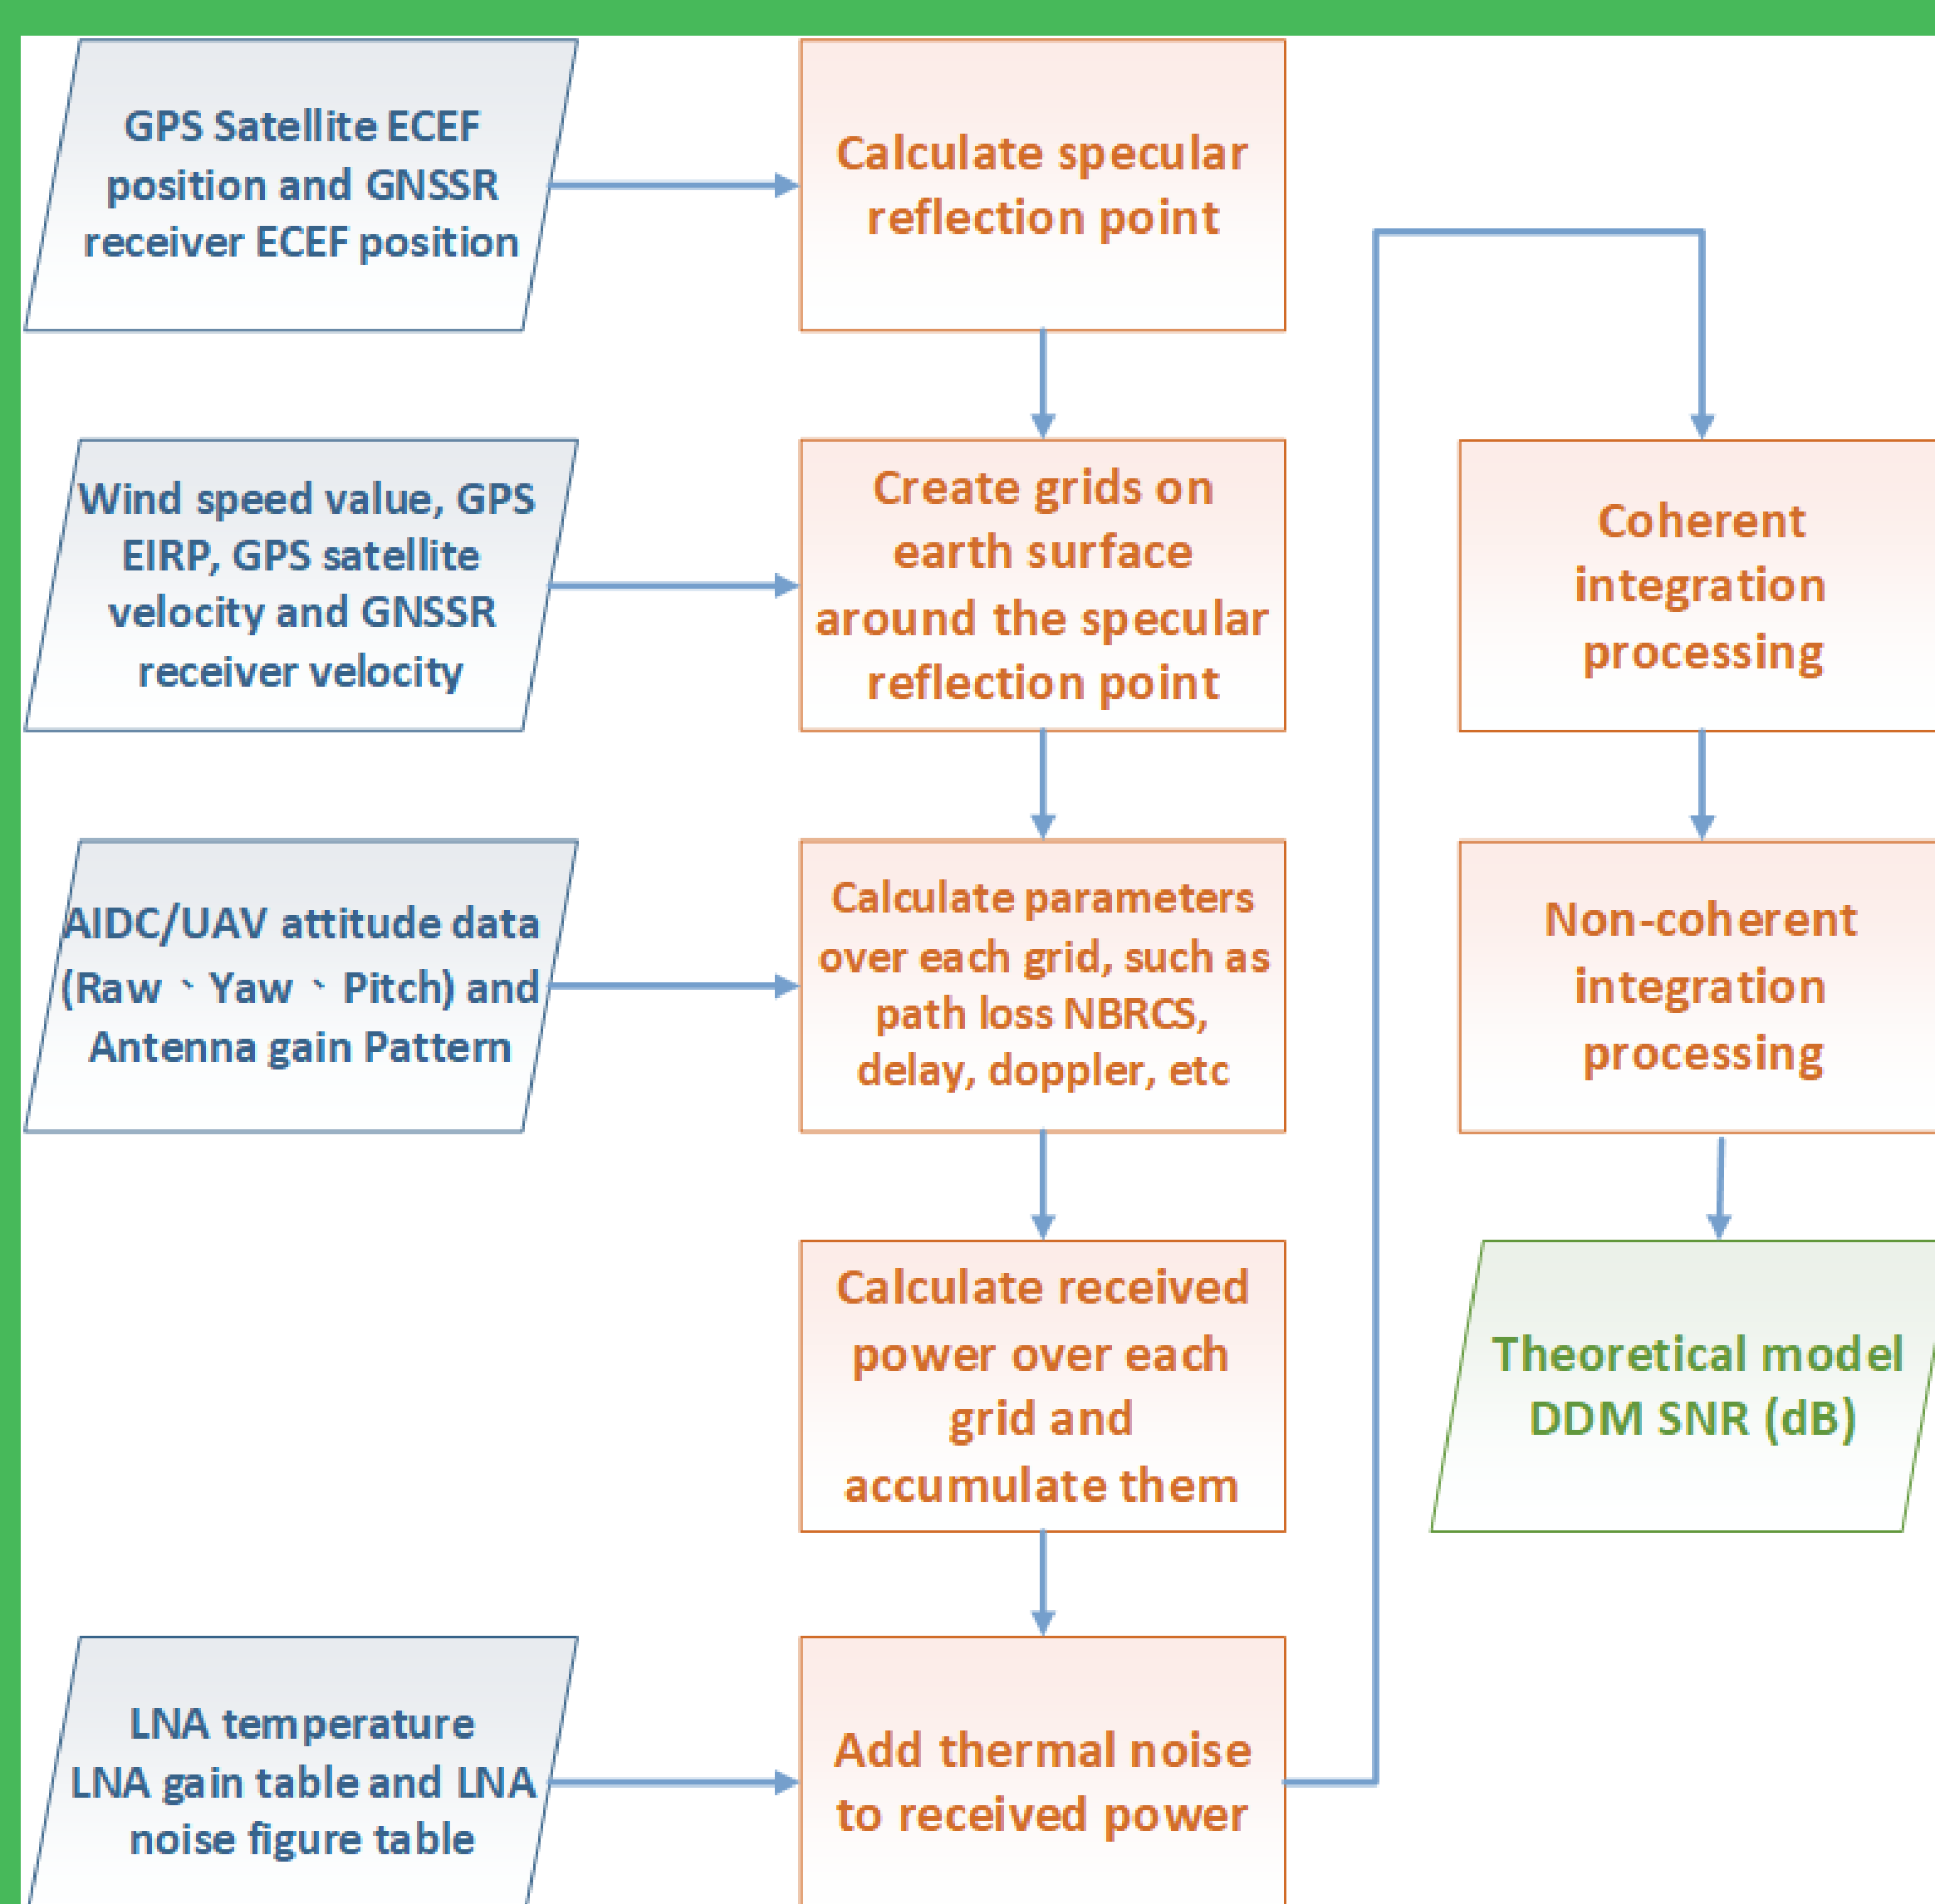 GPS Satellite ECEF
position and GNSSR
receiver ECEF position
Calculate specular
reflection point
Wind speed value, GPS
EIRP, GPS satellite
velocity and GNSSR
receiver velocity
Create grids on
earth surface
around the specular
reflection point
Coherent
integration
processing
AIDC/UAV attitude data
(Raw、Yaw、Pitch) and
Antenna gain Pattern
Calculate parameters
over each grid, such as
path loss NBRCS,
delay, doppler, etc
Non-coherent
integration
processing
Calculate received
power over each
grid and
accumulate them
Theoretical model
DDM SNR (dB)
LNA temperature
LNA gain table and LNA
noise figure table
Add thermal noise
to received power